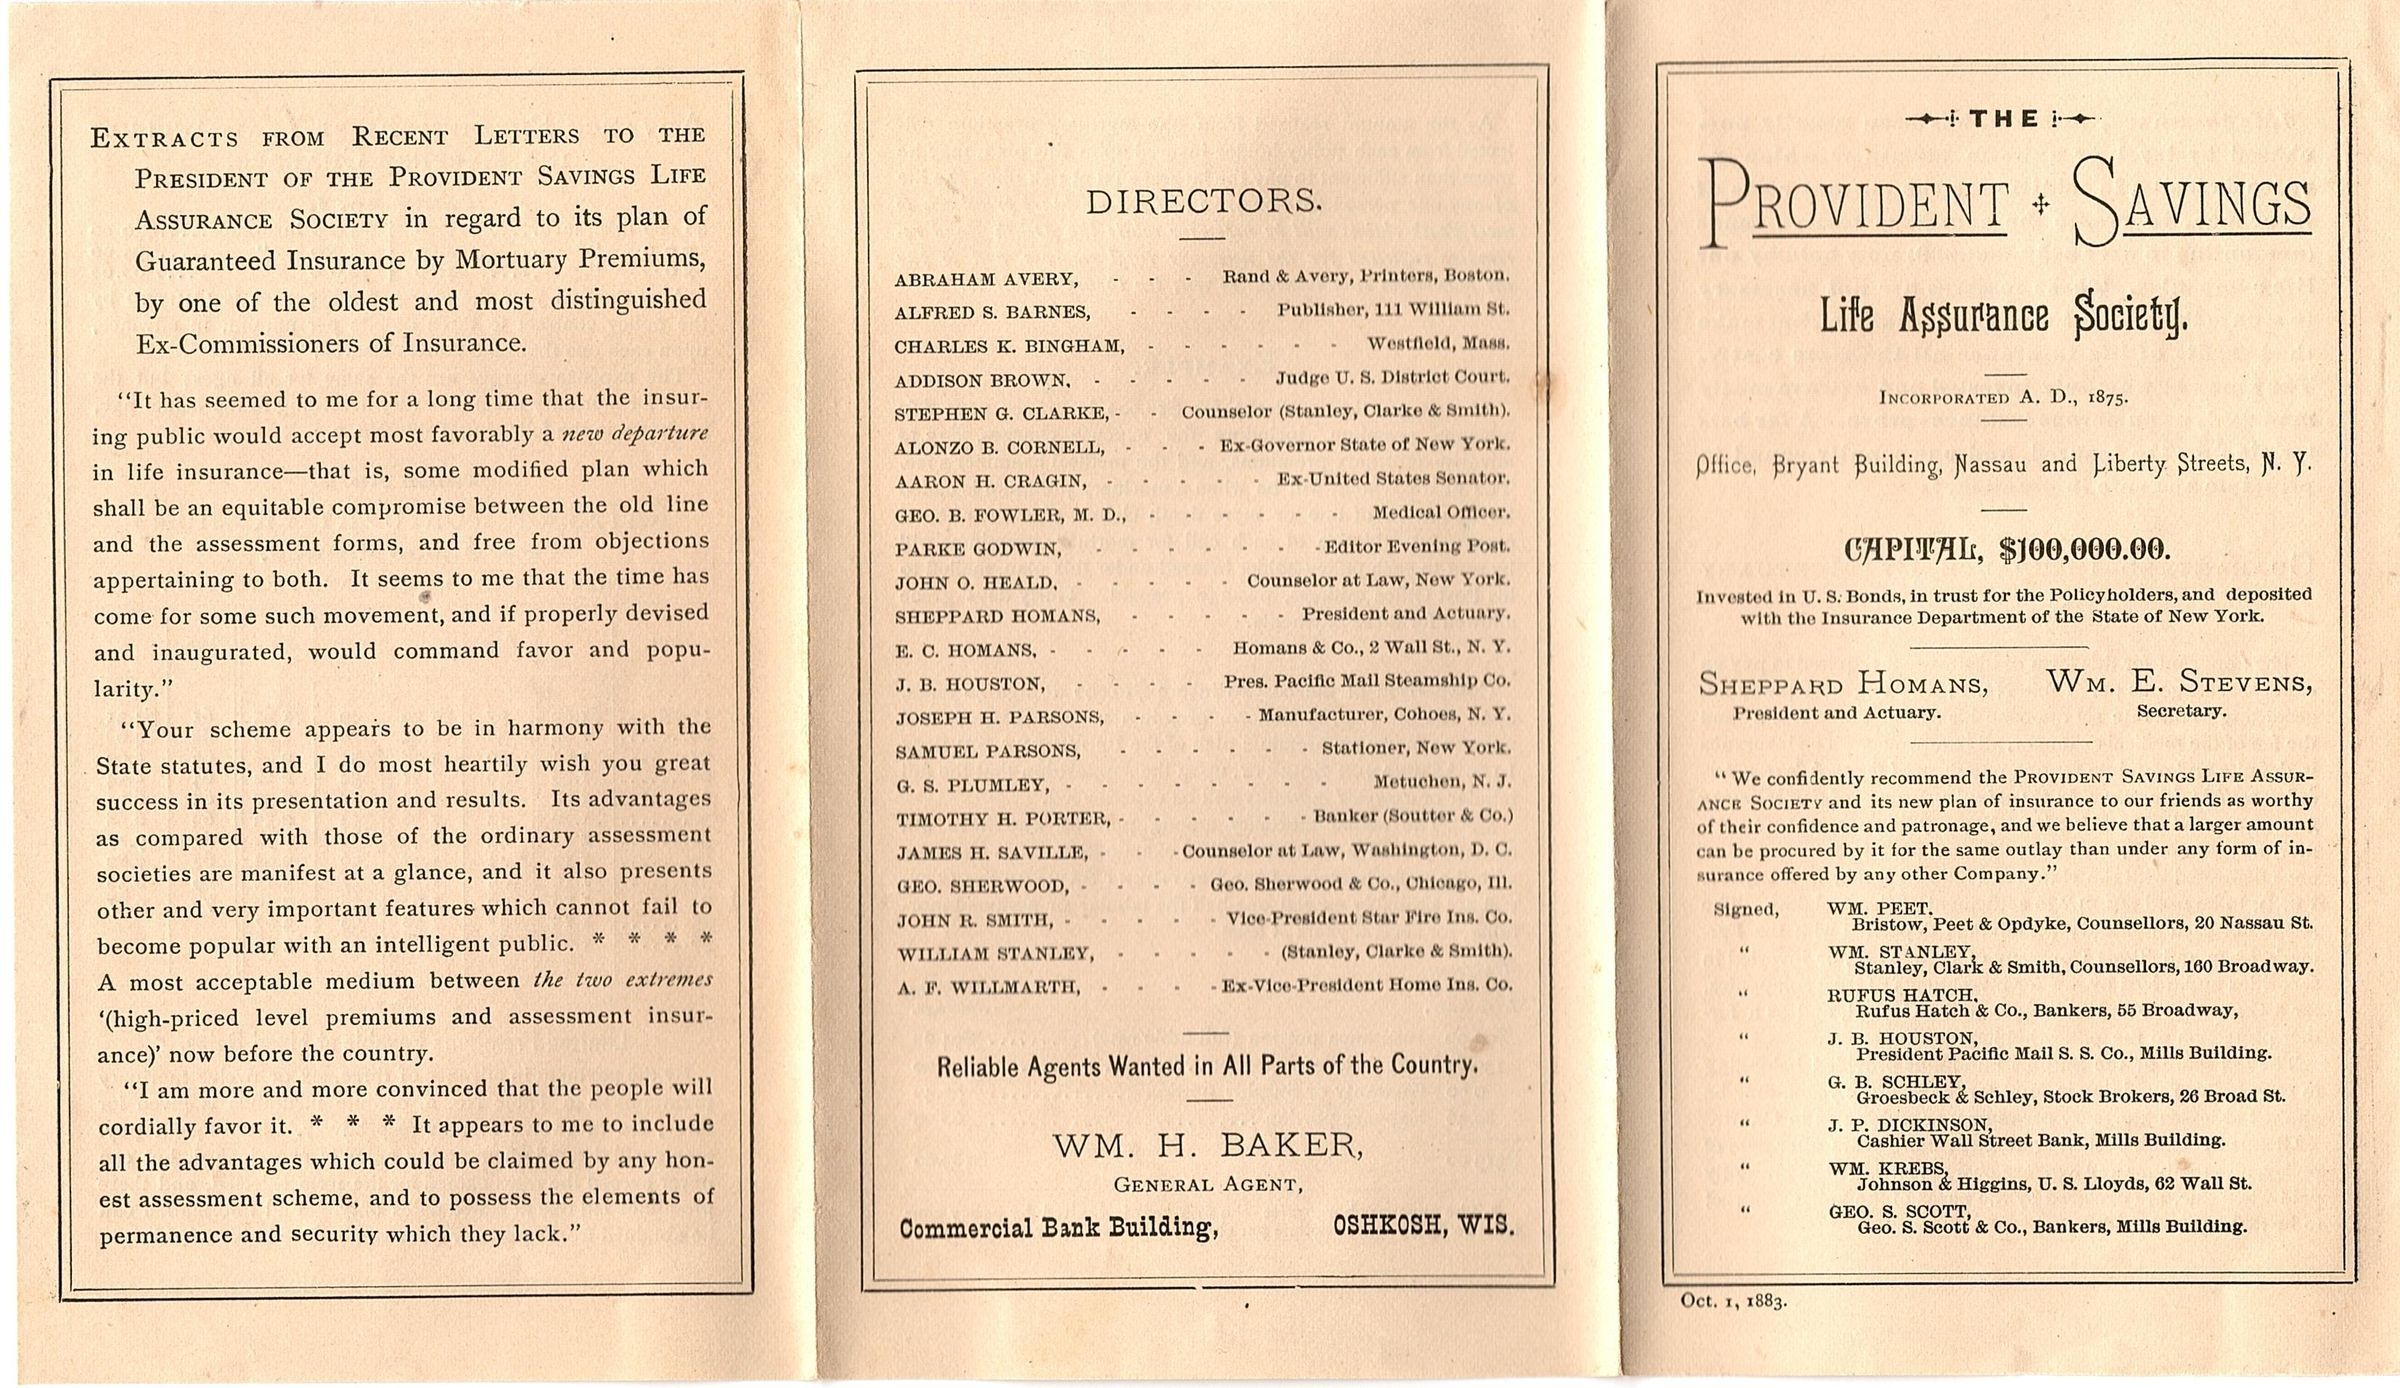 EXTRACTS FROM RECENT LETTERS TO THE
PRESIDENT OF THE PROVIDENT SAVINGS LIFE
ASSURANCE SOCIETY in regard to its plan of
Guaranteed Insurance by Mortuary Premiums,
by one of the oldest and most distinguished
Ex-Commissioners of Insurance.
“It has seemed to me for a long time that the insur-
ing public would accept most favorably a new departure
in life insurance—that is, some modified plan which
shall be an equitable compromise between the old line
and the assessment forms, and free from objections
appertaining to both. It seems to me that the time has
come for some such movement, and if properly devised
and inaugurated, would command favor and popu-
larity.”
“Your scheme appears to be in harmony with the
State statutes, and I do most heartily wish you great
success in its presentation and results. Its advantages
as compared with those of the ordinary assessment
societies are manifest at a glance, and it also presents
other and very important features which cannot fail to
become popular with an intelligent public. * * * *
A most acceptable medium between the two extremes
‘(high-priced level premiums and assessment insur-
ance)’ now before the country.
“I am more and more convinced that the people will
cordially favor it. * * * It appears to me to include
all the advantages which could be claimed by any hon-
est assessment scheme, and to possess the elements of
permanence and security which they lack.”
DIRECTORS.
ABRAHAM AVERY, - - - Rand & Avery, Printers, Boston.
ALFRED S. BARNES, - - - - Publisher, 111 William St.
CHARLES K. BINGHAM, - - - - - - Westfield, Mass.
ADDISON BROWN, - - - - - Judge U. S. District Court.
STEPHEN G. CLARKE, - - Counselor (Stanley, Clarke & Smith).
ALONZO B. CORNELL, - - - Ex-Governor State of New York.
AARON H. CRAGIN, - - - - - Ex-United States Senator.
GEO. B. FOWLER, M. D., - - - - - - Medical Officer.
PARKE GODWIN, - - - - - - - Editor Evening Post.
JOHN O. HEALD, - - - - - Counselor at Law, New York.
SHEPPARD HOMANS, - - - - - President and Actuary.
E. C. HOMANS, - - - - - Homans & Co., 2 Wall St., N. Y.
J. B. HOUSTON, - - - - Pres. Pacific Mail Steamship Co.
JOSEPH H. PARSONS, - - - - Manufacturer, Cohoes, N. Y.
SAMUEL PARSONS, - - - - - - Stationer, New York.
G. S. PLUMLEY, - - - - - - - - Metuchen, N. J.
TIMOTHY H. PORTER, - - - - - - Banker (Soutter & Co.)
JAMES H. SAVILLE, - - - Counselor at Law, Washington, D. C.
GEO. SHERWOOD, - - - - Geo. Sherwood & Co., Chicago, Ill.
JOHN R. SMITH, - - - - - Vice-President Star Fire Ins. Co.
WILLIAM STANLEY, - - - - - (Stanley, Clarke & Smith).
A. F. WILLMARTH, - - - - Ex-Vice-President Home Ins. Co.
Reliable Agents Wanted in All Parts of the Country.
WM. H. BAKER,
GENERAL AGENT,
Commercial Bank Building, OSHKOSH, WIS.
THE
PROVIDENT SAVINGS
Life Assurance Society.
INCORPORATED A. D., 1875.
Office, Bryant Building, Nassau and Liberty Streets, N. Y.
CAPITAL, $100,000.00.
Invested in U. S. Bonds, in trust for the Policyholders, and deposited
with the Insurance Department of the State of New York.
SHEPPARD HOMANS, WM. E. STEVENS,
President and Actuary. Secretary.
“We confidently recommend the PROVIDENT SAVINGS LIFE ASSUR-
ANCE SOCIETY and its new plan of insurance to our friends as worthy
of their confidence and patronage, and we believe that a larger amount
can be procured by it for the same outlay than under any form of in-
surance offered by any other Company.”
Signed, WM. PEET,
Bristow, Peet & Opdyke, Counsellors, 20 Nassau St.
“ WM. STANLEY,
Stanley, Clark & Smith, Counsellors, 160 Broadway.
“ RUFUS HATCH,
Rufus Hatch & Co., Bankers, 55 Broadway,
“ J. B. HOUSTON,
President Pacific Mail S. S. Co., Mills Building.
“ G. B. SCHLEY,
Groesbeck & Schley, Stock Brokers, 26 Broad St.
“ J. P. DICKINSON,
Cashier Wall Street Bank, Mills Building.
“ WM. KREBS,
Johnson & Higgins, U. S. Lloyds, 62 Wall St.
“ GEO. S. SCOTT,
Geo. S. Scott & Co., Bankers, Mills Building.
Oct. 1, 1883.